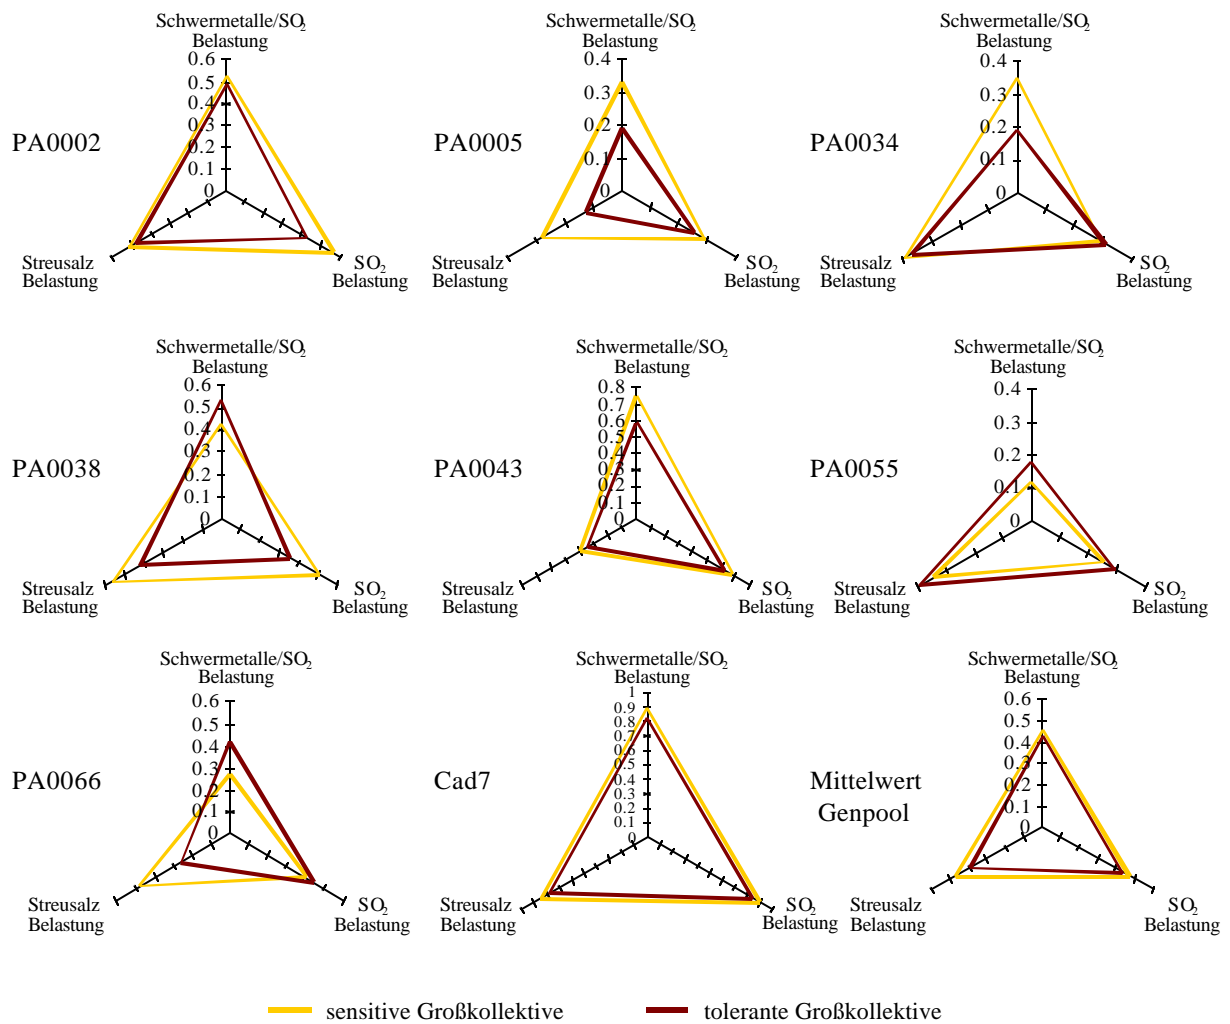 Schwermetalle/SO2
Belastung
0.6
0.5
0.4
0.3
0.2
0.1
0
PA0002
Streusalz
Belastung
SO2
Belastung
Schwermetalle/SO2
Belastung
0.4
0.3
0.2
0.1
0
PA0005
Streusalz
Belastung
SO2
Belastung
Schwermetalle/SO2
Belastung
0.4
0.3
0.2
0.1
0
PA0034
Streusalz
Belastung
SO2
Belastung
Schwermetalle/SO2
Belastung
0.6
0.5
0.4
0.3
0.2
0.1
0
PA0038
Streusalz
Belastung
SO2
Belastung
Schwermetalle/SO2
Belastung
0.8
0.7
0.6
0.5
0.4
0.3
0.2
0.1
0
PA0043
Streusalz
Belastung
SO2
Belastung
Schwermetalle/SO2
Belastung
0.4
0.3
0.2
0.1
0
PA0055
Streusalz
Belastung
SO2
Belastung
Schwermetalle/SO2
Belastung
0.6
0.5
0.4
0.3
0.2
0.1
0
PA0066
Streusalz
Belastung
SO2
Belastung
Schwermetalle/SO2
Belastung
1
0.9
0.8
0.7
0.6
0.5
0.4
0.3
0.2
0.1
0
Cad7
Streusalz
Belastung
SO2
Belastung
Schwermetalle/SO2
Belastung
0.6
0.5
0.4
0.3
0.2
0.1
0
Mittelwert
Genpool
Streusalz
Belastung
SO2
Belastung
sensitive Großkollektive
tolerante Großkollektive